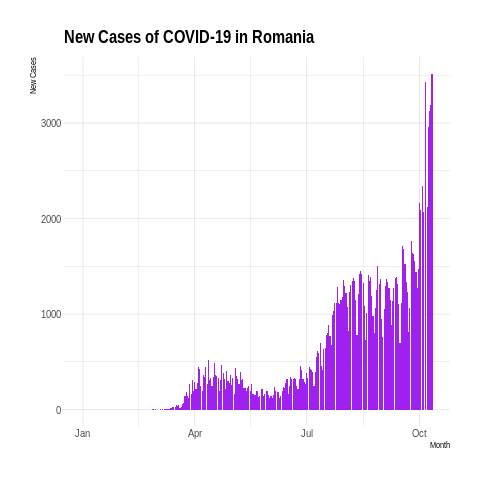 New Cases of COVID-19 in Romania
New Cases
3000
2000
1000
0
Jan Apr Jul Oct
Month